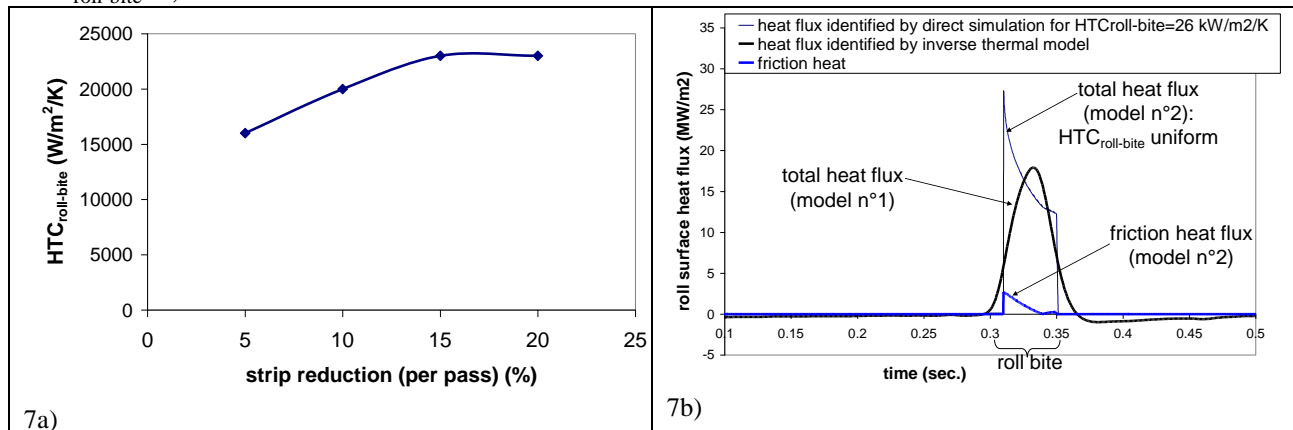 roll-bite
25000
20000
15000
10000
5000
0
HTCroll-bite (W/m²/K)
0 5 10 15 20 25
strip reduction (per pass) (%)
7a)
heat flux identified by direct simulation for HTCroll-bite=26 kW/m2/K
heat flux identified by inverse thermal model
friction heat
35
30
25
20
15
10
5
0
-5
roll surface heat flux (MW/m2)
total heat flux
(model n°2):
HTCroll-bite uniform
total heat flux
(model n°1)
friction heat flux
(model n°2)
0.1 0.2 0.3 0.35 0.4 0.45 0.5
roll bite
time (sec.)
7b)